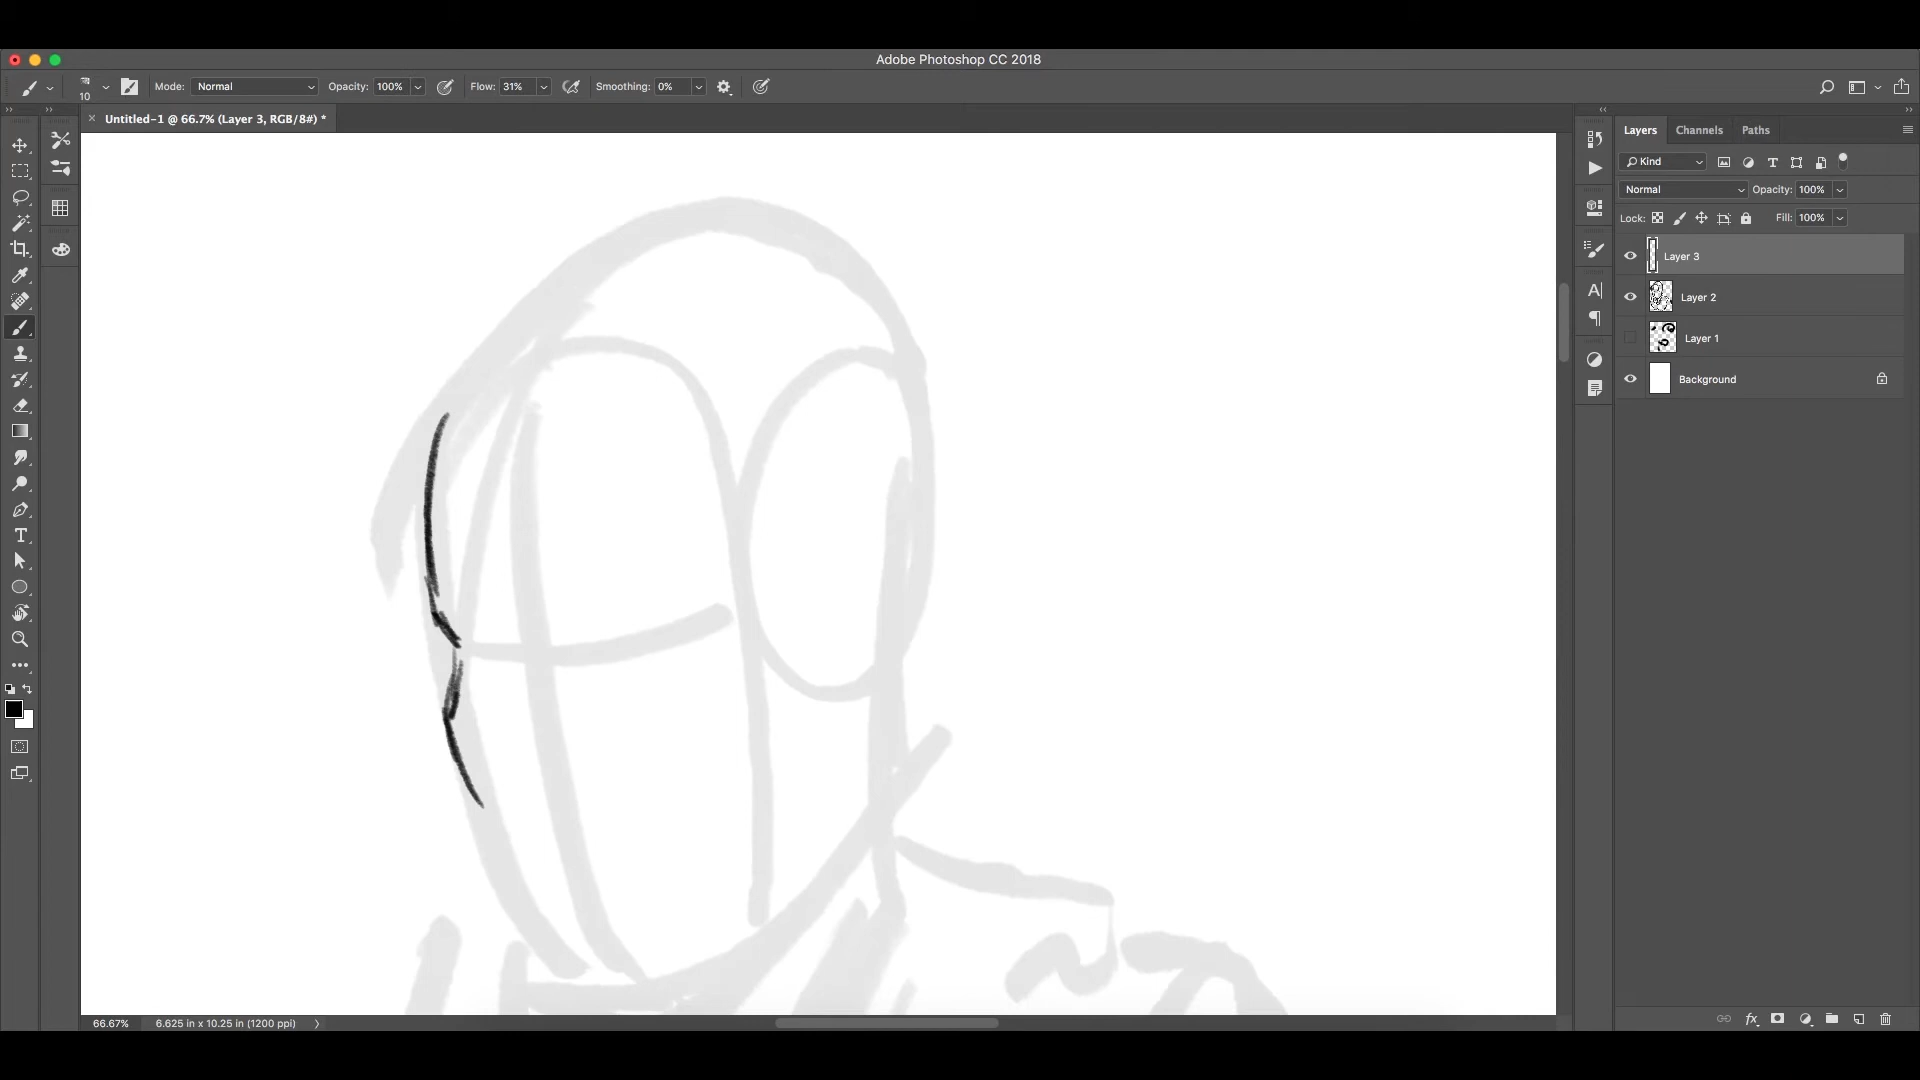 Adobe Photoshop CC 2018
10 Mode: Normal Opacity: 100% Flow: 31% Smoothing: 0%
Untitled-1 @ 66.7% (Layer 3, RGB/8#) *
Layers Channels Paths
Kind
Normal Opacity: 100%
Lock: Fill: 100%
Layer 3
Layer 2
Layer 1
Background
66.67% 6.625 in x 10.25 in (1200 ppi)